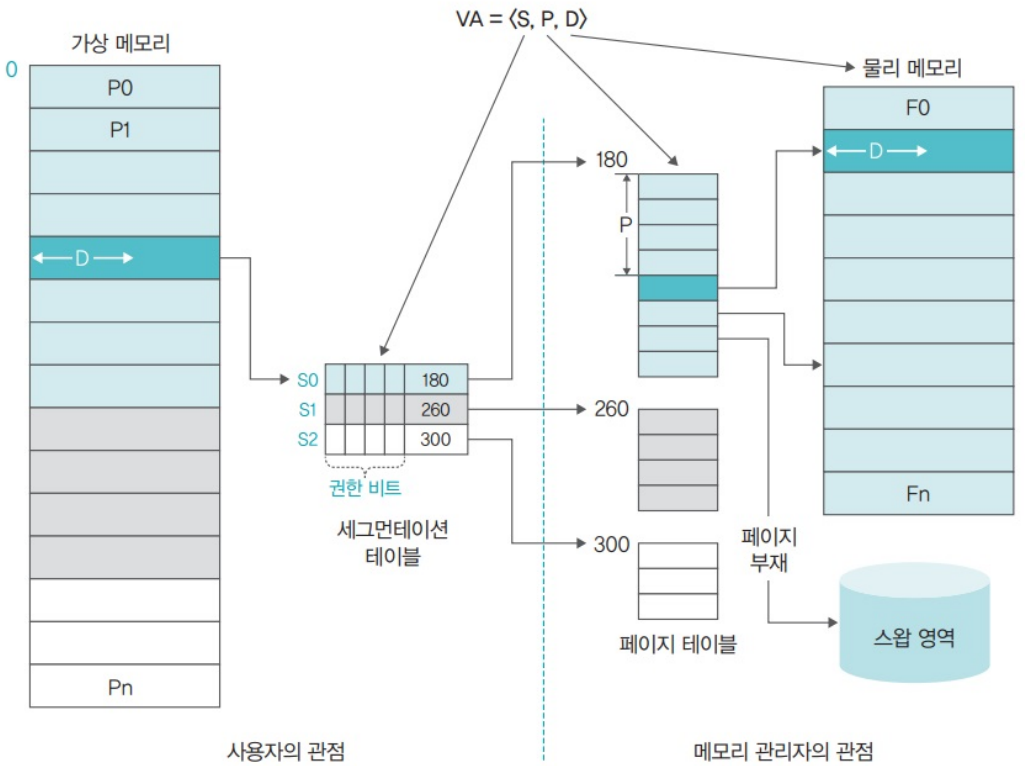 VA = ⟨S, P, D⟩
가상 메모리
0
P0
P1
D
Pn
S0
180
S1
260
S2
300
권한 비트
세그먼테이션
테이블
사용자의 관점
180
P
260
300
페이지 테이블
페이지
부재
물리 메모리
F0
D
Fn
스왑 영역
메모리 관리자의 관점